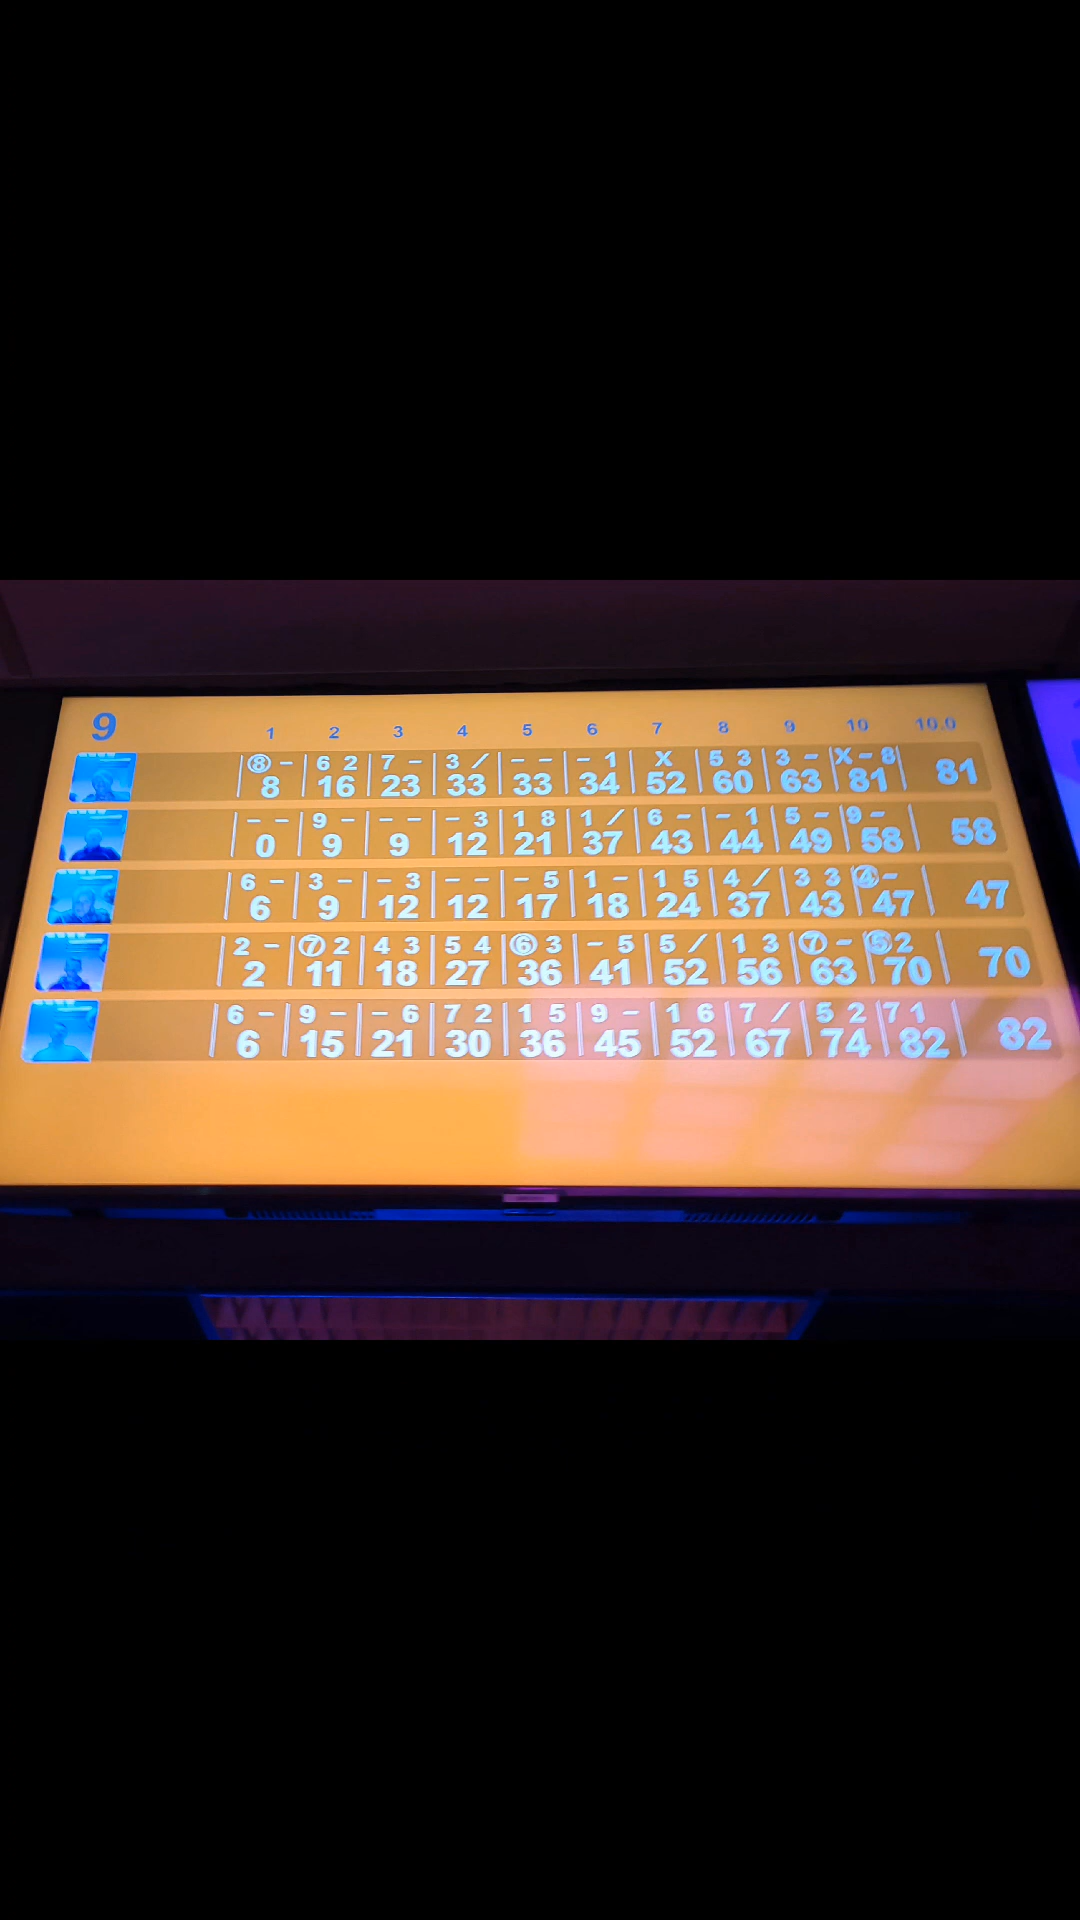 9 1 2 3 4 5 6 7 8 9 10 10.0
⑧ - 6 2 7 - 3 / - - - 1 X 5 3 3 - X - 8
8 16 23 33 33 34 52 60 63 81 81
- - 9 - - - - 3 1 8 1 / 6 - - 1 5 - 9 -
0 9 9 12 21 37 43 44 49 58 58
6 - 3 - - 3 - - - 5 1 - 1 5 4 / 3 3 ④ -
6 9 12 12 17 18 24 37 43 47 47
2 - ⑦ 2 4 3 5 4 ⑥ 3 - 5 5 / 1 3 ⑦ - ⑤ 2
2 11 18 27 36 41 52 56 63 70 70
6 - 9 - - 6 7 2 1 5 9 - 1 6 7 / 5 2 7 1
6 15 21 30 36 45 52 67 74 82 82